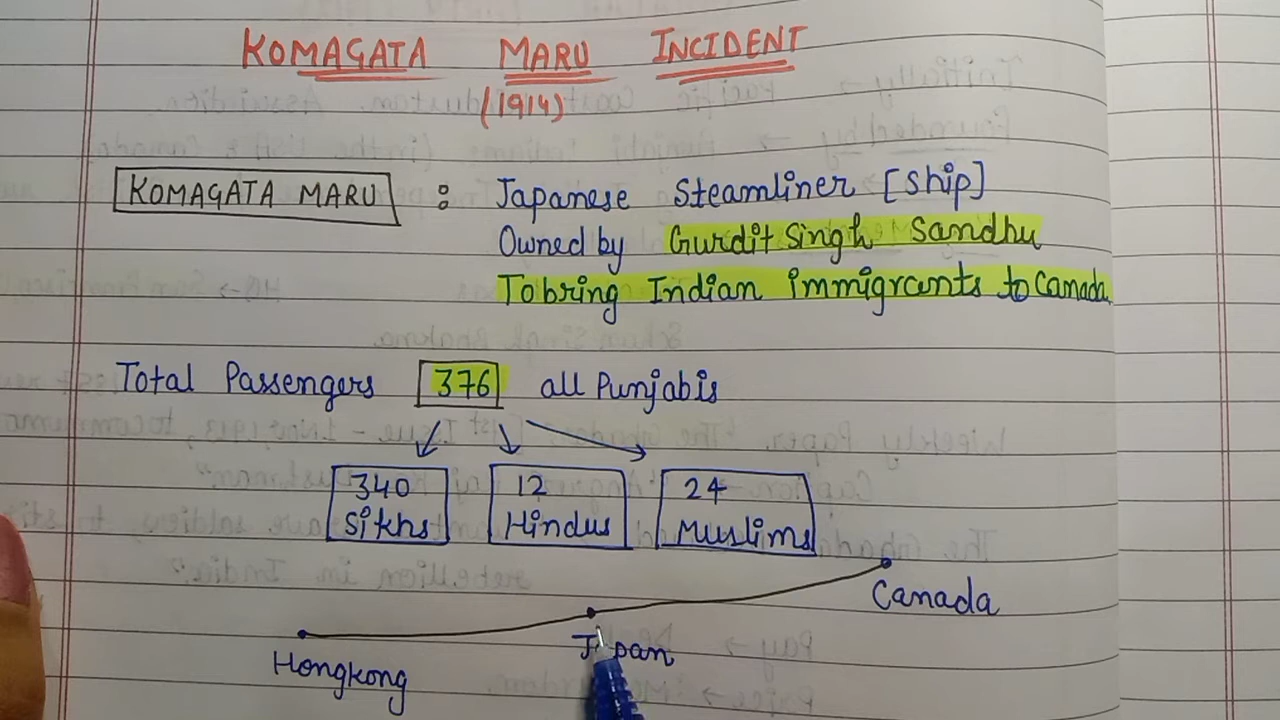 KOMAGATA MARU INCIDENT
(1914)
KOMAGATA MARU : Japanese Steamliner [Ship]
Owned by Gurdit Singh Sandhu
To bring Indian immigrants to Canada
Total Passengers 376 all Punjabis
340 Sikhs
12 Hindus
24 Muslims
Canada
Japan
Hongkong